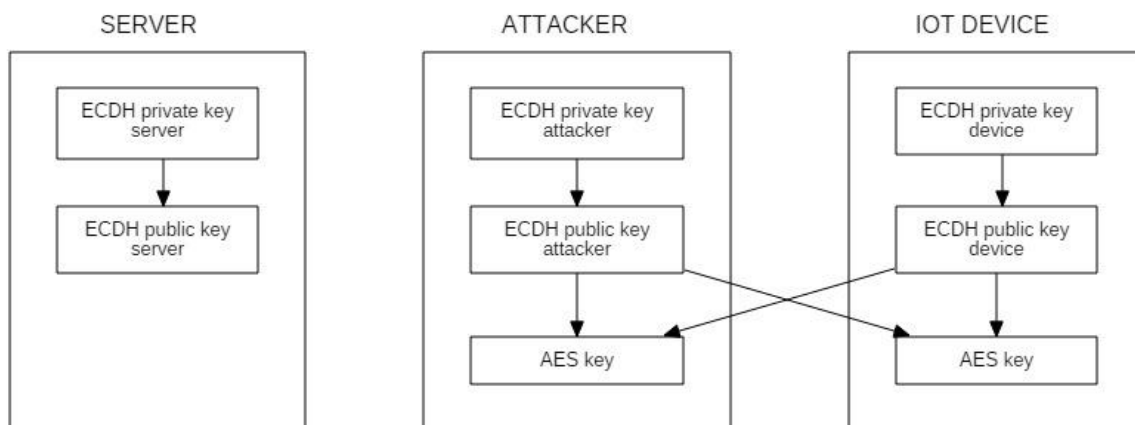 SERVER
ATTACKER
IOT DEVICE
ECDH private key
server
ECDH private key
attacker
ECDH private key
device
ECDH public key
server
ECDH public key
attacker
ECDH public key
device
AES key
AES key